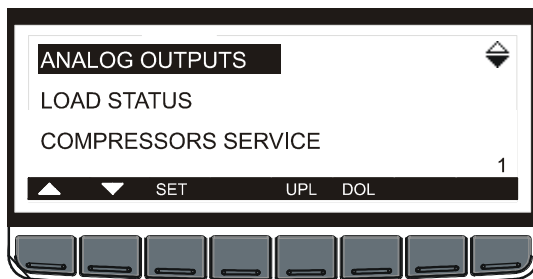 ANALOG OUTPUTS
LOAD STATUS
COMPRESSORS SERVICE
1
SET UPL DOL